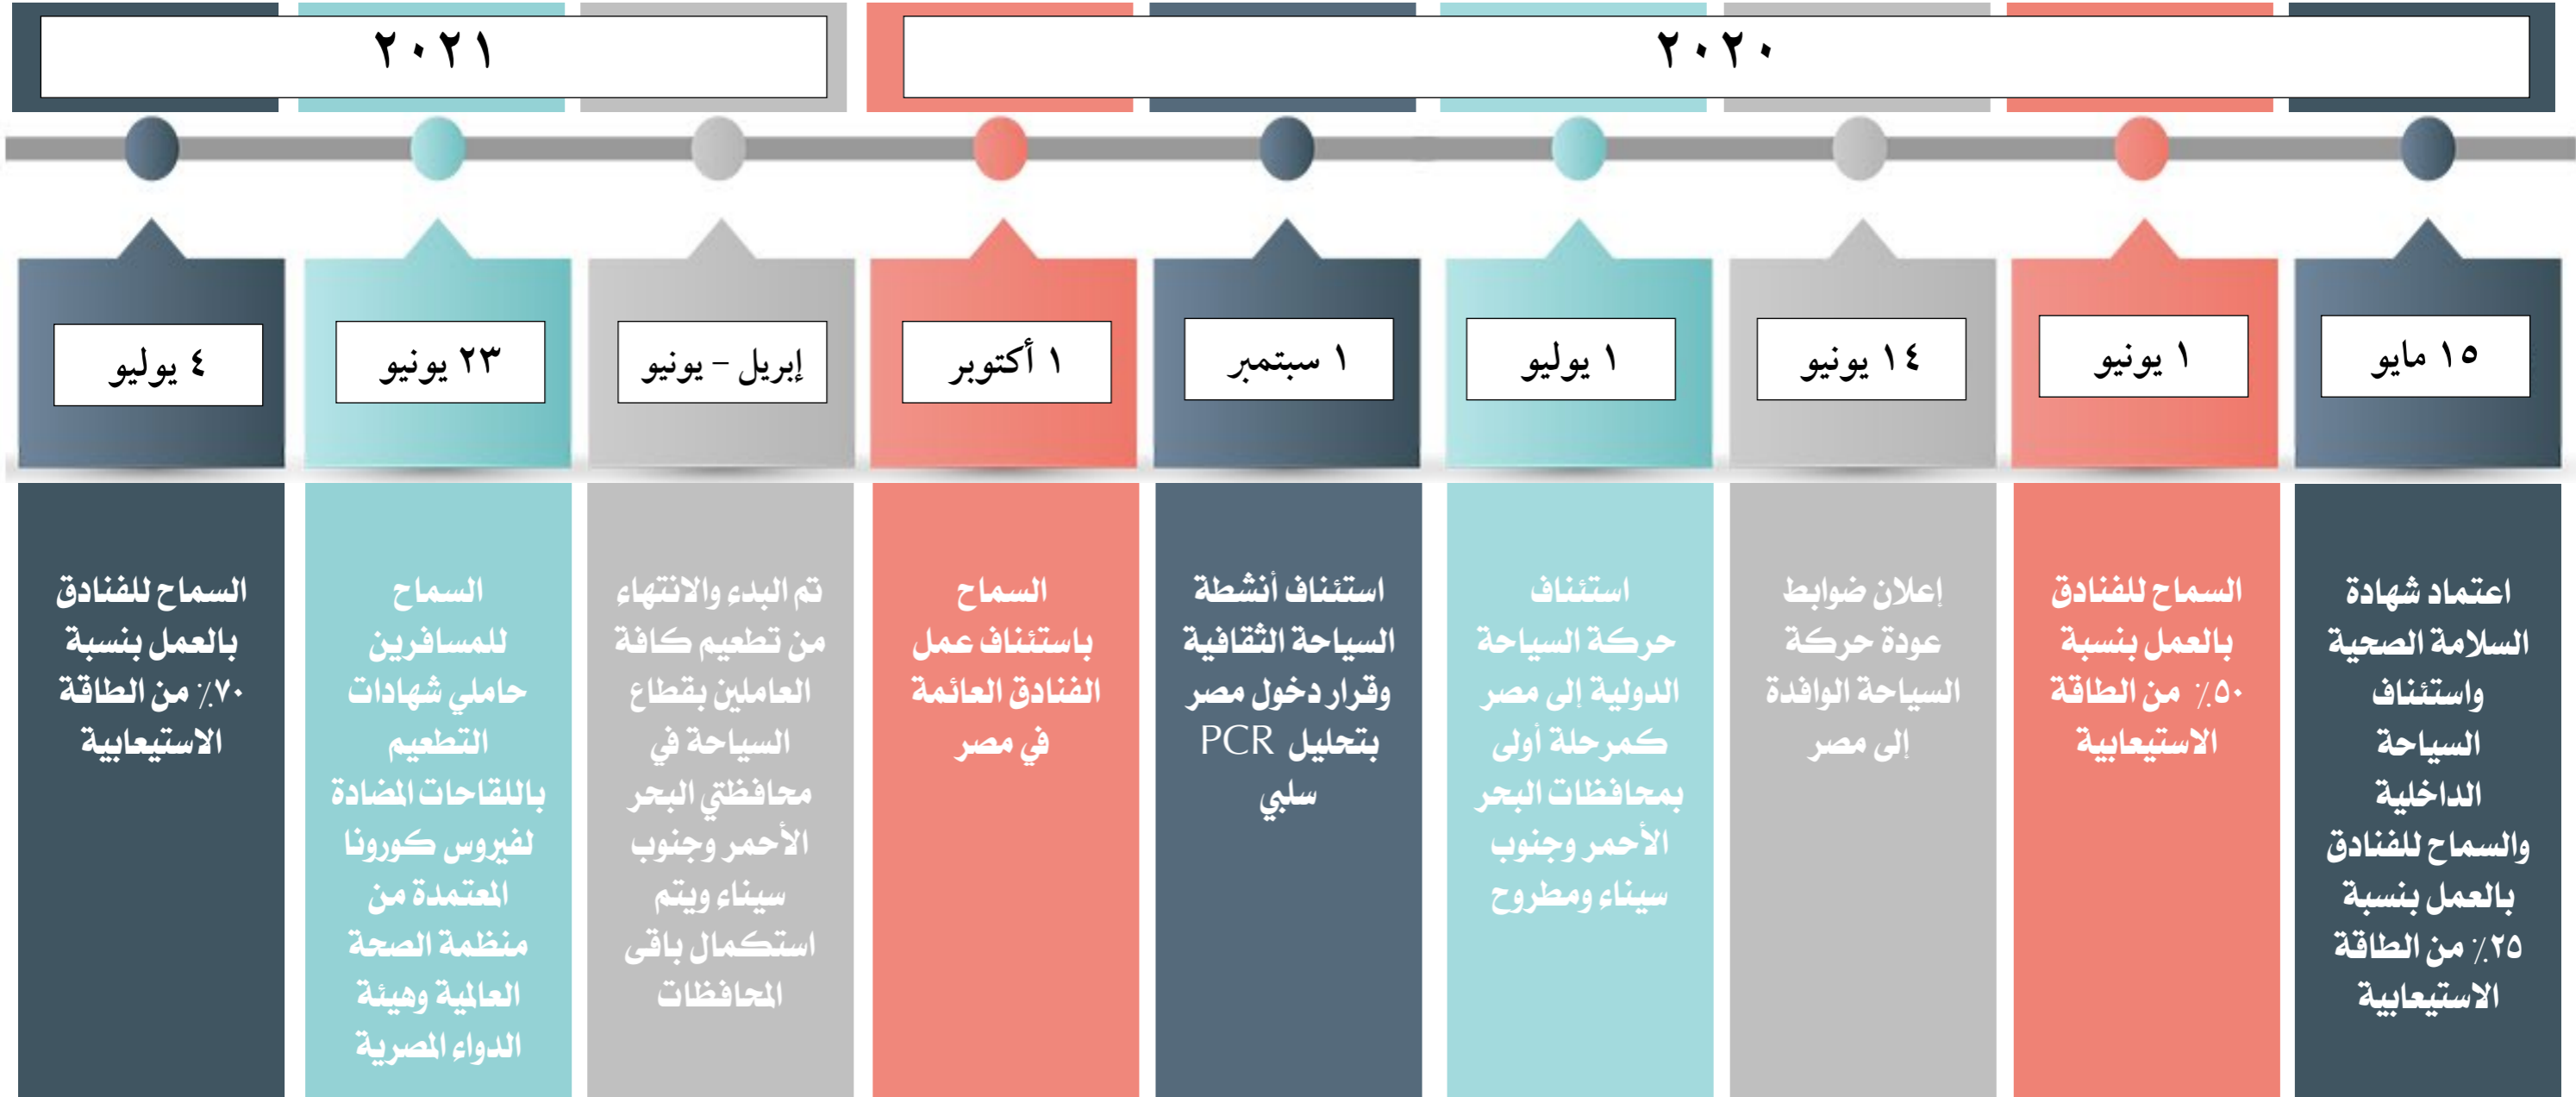 ٢٠٢٠
١٥ مايو
اعتماد شهادة
السلامة الصحية
واستئناف
السياحة
الداخلية
والسماح للفنادق
بالعمل بنسبة
٢٥٪ من الطاقة
الاستيعابية
١ يونيو
السماح للفنادق
بالعمل بنسبة
٥٠٪ من الطاقة
الاستيعابية
١٤ يونيو
إعلان ضوابط
عودة حركة
السياحة الوافدة
إلى مصر
١ يوليو
استئناف
حركة السياحة
الدولية إلى مصر
كمرحلة أولى
بمحافظات البحر
الأحمر وجنوب
سيناء ومطروح
١ سبتمبر
استئناف أنشطة
السياحة الثقافية
وقرار دخول مصر
بتحليل PCR
سلبي
١ أكتوبر
السماح
باستئناف عمل
الفنادق العائمة
في مصر
٢٠٢١
إبريل – يونيو
تم البدء والانتهاء
من تطعيم كافة
العاملين بقطاع
السياحة في
محافظتي البحر
الأحمر وجنوب
سيناء ويتم
استكمال باقى
المحافظات
٢٣ يونيو
السماح
للمسافرين
حاملي شهادات
التطعيم
باللقاحات المضادة
لفيروس كورونا
المعتمدة من
منظمة الصحة
العالمية وهيئة
الدواء المصرية
٤ يوليو
السماح للفنادق
بالعمل بنسبة
٧٠٪ من الطاقة
الاستيعابية